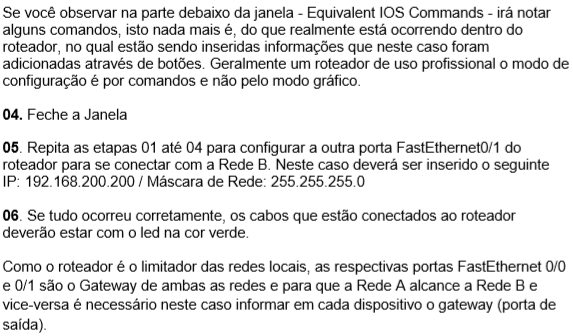 Se você observar na parte debaixo da janela - Equivalent IOS Commands - irá notar
alguns comandos, isto nada mais é, do que realmente está ocorrendo dentro do
roteador, no qual estão sendo inseridas informações que neste caso foram
adicionadas através de botões. Geralmente um roteador de uso profissional o modo de
configuração é por comandos e não pelo modo gráfico.
04. Feche a Janela
05. Repita as etapas 01 até 04 para configurar a outra porta FastEthernet0/1 do
roteador para se conectar com a Rede B. Neste caso deverá ser inserido o seguinte
IP: 192.168.200.200 / Máscara de Rede: 255.255.255.0
06. Se tudo ocorreu corretamente, os cabos que estão conectados ao roteador
deverão estar com o led na cor verde.
Como o roteador é o limitador das redes locais, as respectivas portas FastEthernet 0/0
e 0/1 são o Gateway de ambas as redes e para que a Rede A alcance a Rede B e
vice-versa é necessário neste caso informar em cada dispositivo o gateway (porta de
saída).